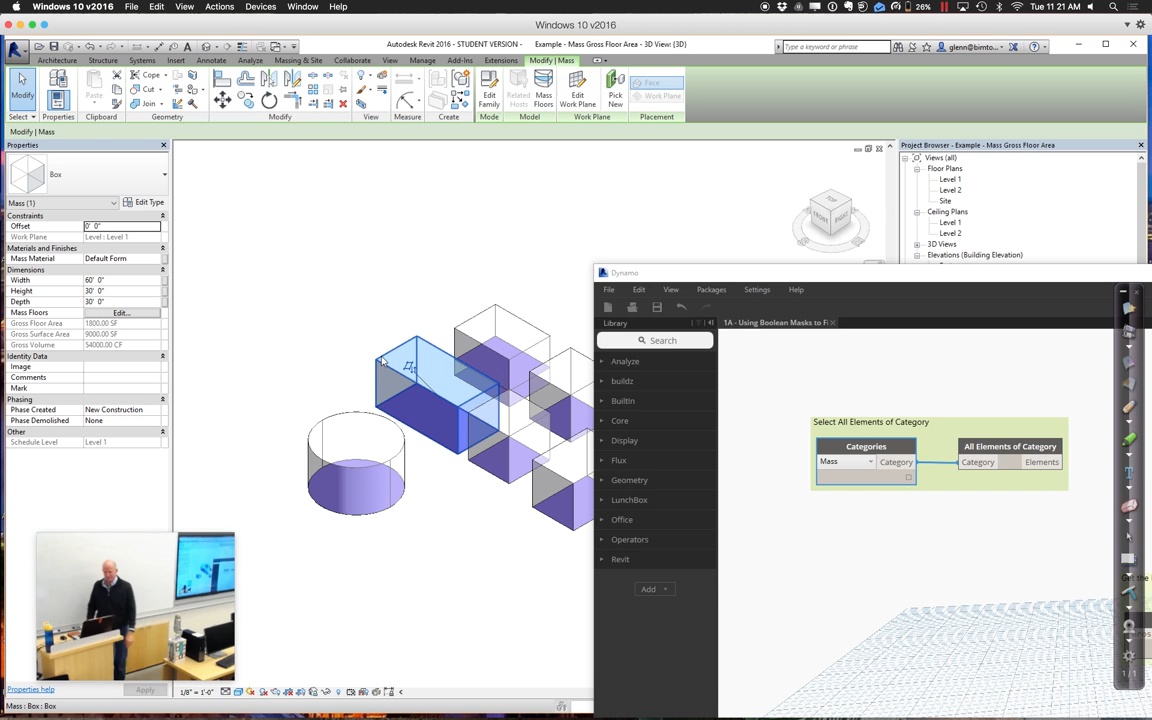 Windows 10 v2016 File Edit View Actions Devices Window Help 26% Tue 11 21 AM
Windows 10 v2016
Autodesk Revit 2016 - STUDENT VERSION - Example - Mass Gross Floor Area - 3D View: {3D} Type a keyword or phrase glenn@bimto...
Architecture Structure Systems Insert Annotate Analyze Massing & Site Collaborate View Manage Add-Ins Extensions Modify | Mass
Modify Paste Cope Cut Join Edit Family Related Hosts Mass Floors Edit Work Plane Pick New Face Work Plane
Select Properties Clipboard Geometry Modify View Measure Create Mode Model Work Plane Placement
Modify | Mass
Properties
Box
Mass (1) Edit Type
Constraints
Offset 0' 0"
Work Plane Level : Level 1
Materials and Finishes
Mass Material Default Form
Dimensions
Width 60' 0"
Height 30' 0"
Depth 30' 0"
Mass Floors Edit...
Gross Floor Area 1800.00 SF
Gross Surface Area 9000.00 SF
Gross Volume 54000.00 CF
Identity Data
Image
Comments
Mark
Phasing
Phase Created New Construction
Phase Demolished None
Other
Schedule Level Level 1
Properties help Apply
TOP
FRONT RIGHT
Project Browser - Example - Mass Gross Floor Area
Views (all)
Floor Plans
Level 1
Level 2
Site
Ceiling Plans
Level 1
Level 2
3D Views
Elevations (Building Elevation)
Dynamo
File Edit View Packages Settings Help
Library
1A - Using Boolean Masks to Fi
Search
Analyze
buildz
BuiltIn
Core
Display
Flux
Geometry
LunchBox
Office
Operators
Revit
Add
Select All Elements of Category
Categories
Mass Category
All Elements of Category
Category Elements
1/1
1/8" = 1'-0"
Mass : Box : Box